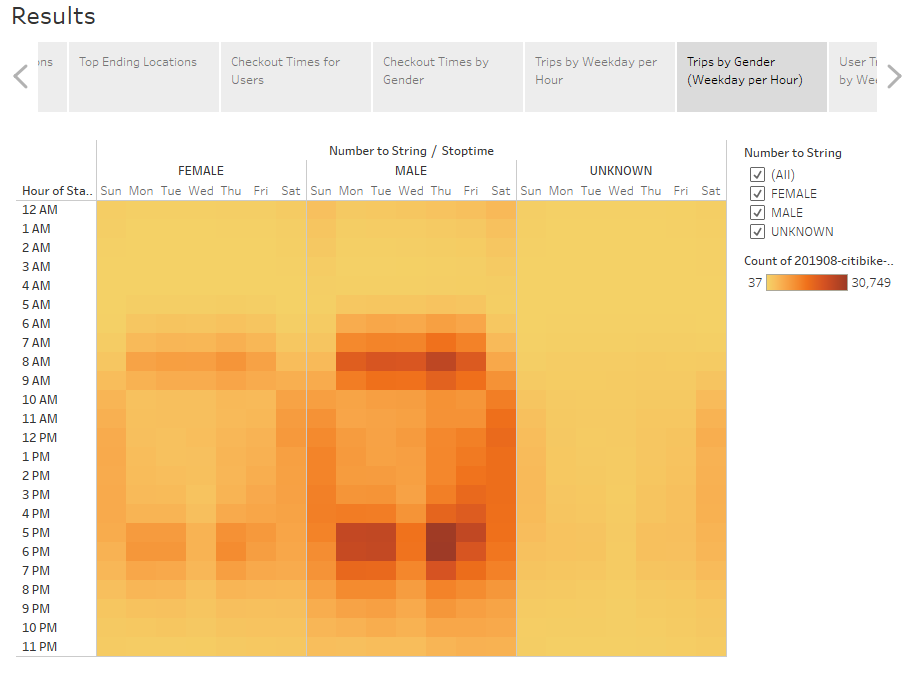 Results
ons
Top Ending Locations
Checkout Times for
Users
Checkout Times by
Gender
Trips by Weekday per
Hour
Trips by Gender
(Weekday per Hour)
User T
by We
Number to String / Stoptime
FEMALE MALE UNKNOWN
Hour of Sta.. Sun Mon Tue Wed Thu Fri Sat Sun Mon Tue Wed Thu Fri Sat Sun Mon Tue Wed Thu Fri Sat
12 AM
1 AM
2 AM
3 AM
4 AM
5 AM
6 AM
7 AM
8 AM
9 AM
10 AM
11 AM
12 PM
1 PM
2 PM
3 PM
4 PM
5 PM
6 PM
7 PM
8 PM
9 PM
10 PM
11 PM
Number to String
(All)
FEMALE
MALE
UNKNOWN
Count of 201908-citibike-..
37 30,749